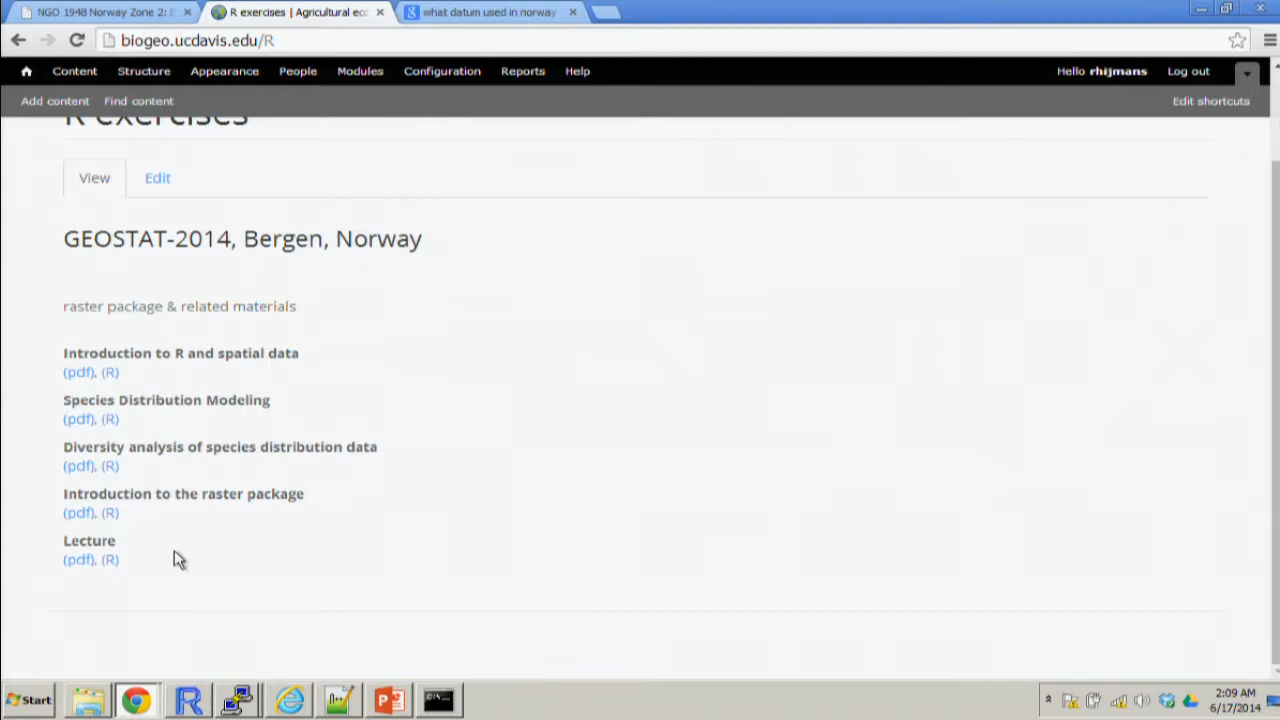 NGO 1948 Norway Zone 2:
R exercises | Agricultural ec
what datum used in norway
biogeo.ucdavis.edu/R
Content Structure Appearance People Modules Configuration Reports Help Hello rhijmans Log out
Add content Find content Edit shortcuts
R exercises
View Edit
GEOSTAT-2014, Bergen, Norway
raster package & related materials
Introduction to R and spatial data
(pdf), (R)
Species Distribution Modeling
(pdf), (R)
Diversity analysis of species distribution data
(pdf), (R)
Introduction to the raster package
(pdf), (R)
Lecture
(pdf), (R)
Start
2:09 AM
6/17/2014